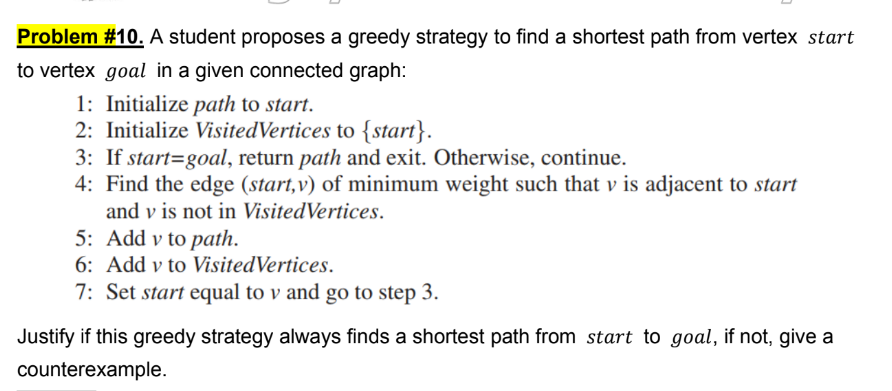 Problem #10. A student proposes a greedy strategy to find a shortest path from vertex start
to vertex goal in a given connected graph:
1: Initialize path to start.
2: Initialize VisitedVertices to {start}.
3: If start=goal, return path and exit. Otherwise, continue.
4: Find the edge (start,v) of minimum weight such that v is adjacent to start
and v is not in VisitedVertices.
5: Add v to path.
6: Add v to VisitedVertices.
7: Set start equal to v and go to step 3.
Justify if this greedy strategy always finds a shortest path from start to goal, if not, give a
counterexample.